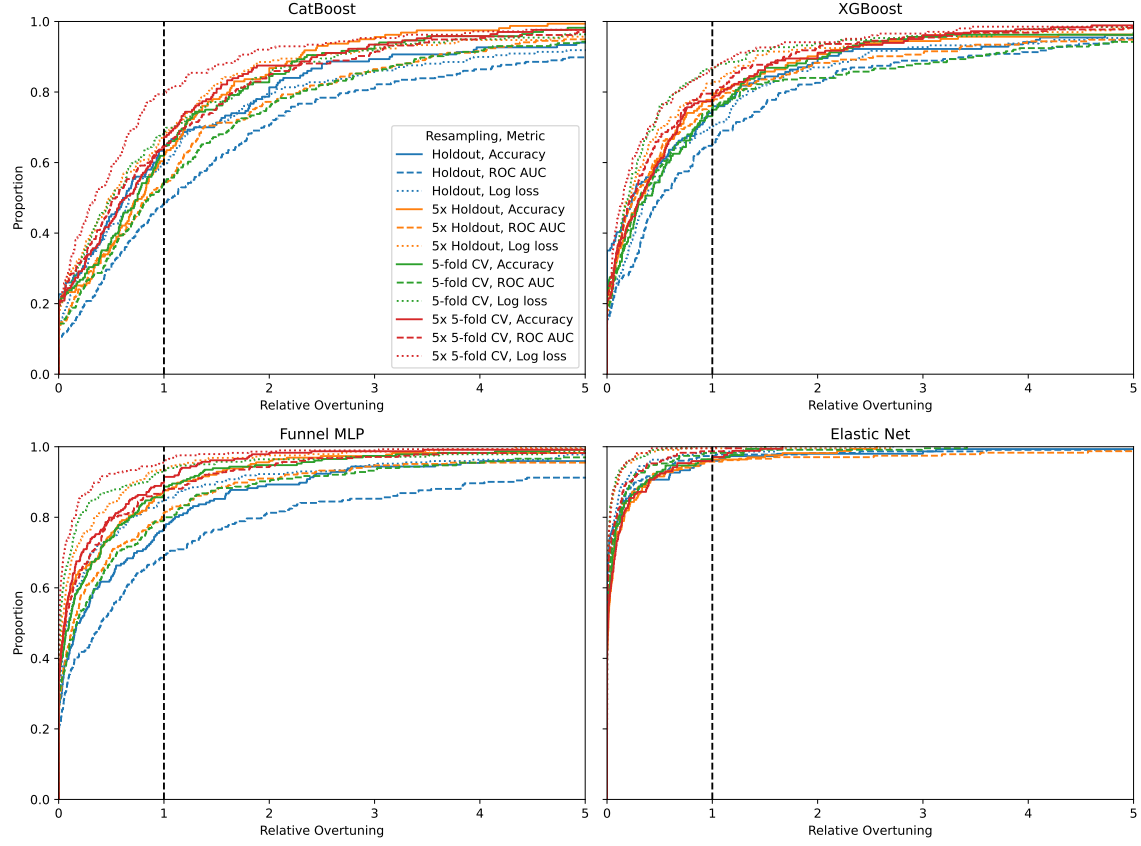 CatBoost
1.0
0.8
0.6
0.4
0.2
0.0
Proportion
0 1 2 3 4 5
Relative Overtuning
Resampling, Metric
Holdout, Accuracy
Holdout, ROC AUC
Holdout, Log loss
5x Holdout, Accuracy
5x Holdout, ROC AUC
5x Holdout, Log loss
5-fold CV, Accuracy
5-fold CV, ROC AUC
5-fold CV, Log loss
5x 5-fold CV, Accuracy
5x 5-fold CV, ROC AUC
5x 5-fold CV, Log loss
XGBoost
0 1 2 3 4 5
Relative Overtuning
Funnel MLP
1.0
0.8
0.6
0.4
0.2
0.0
Proportion
0 1 2 3 4 5
Relative Overtuning
Elastic Net
0 1 2 3 4 5
Relative Overtuning